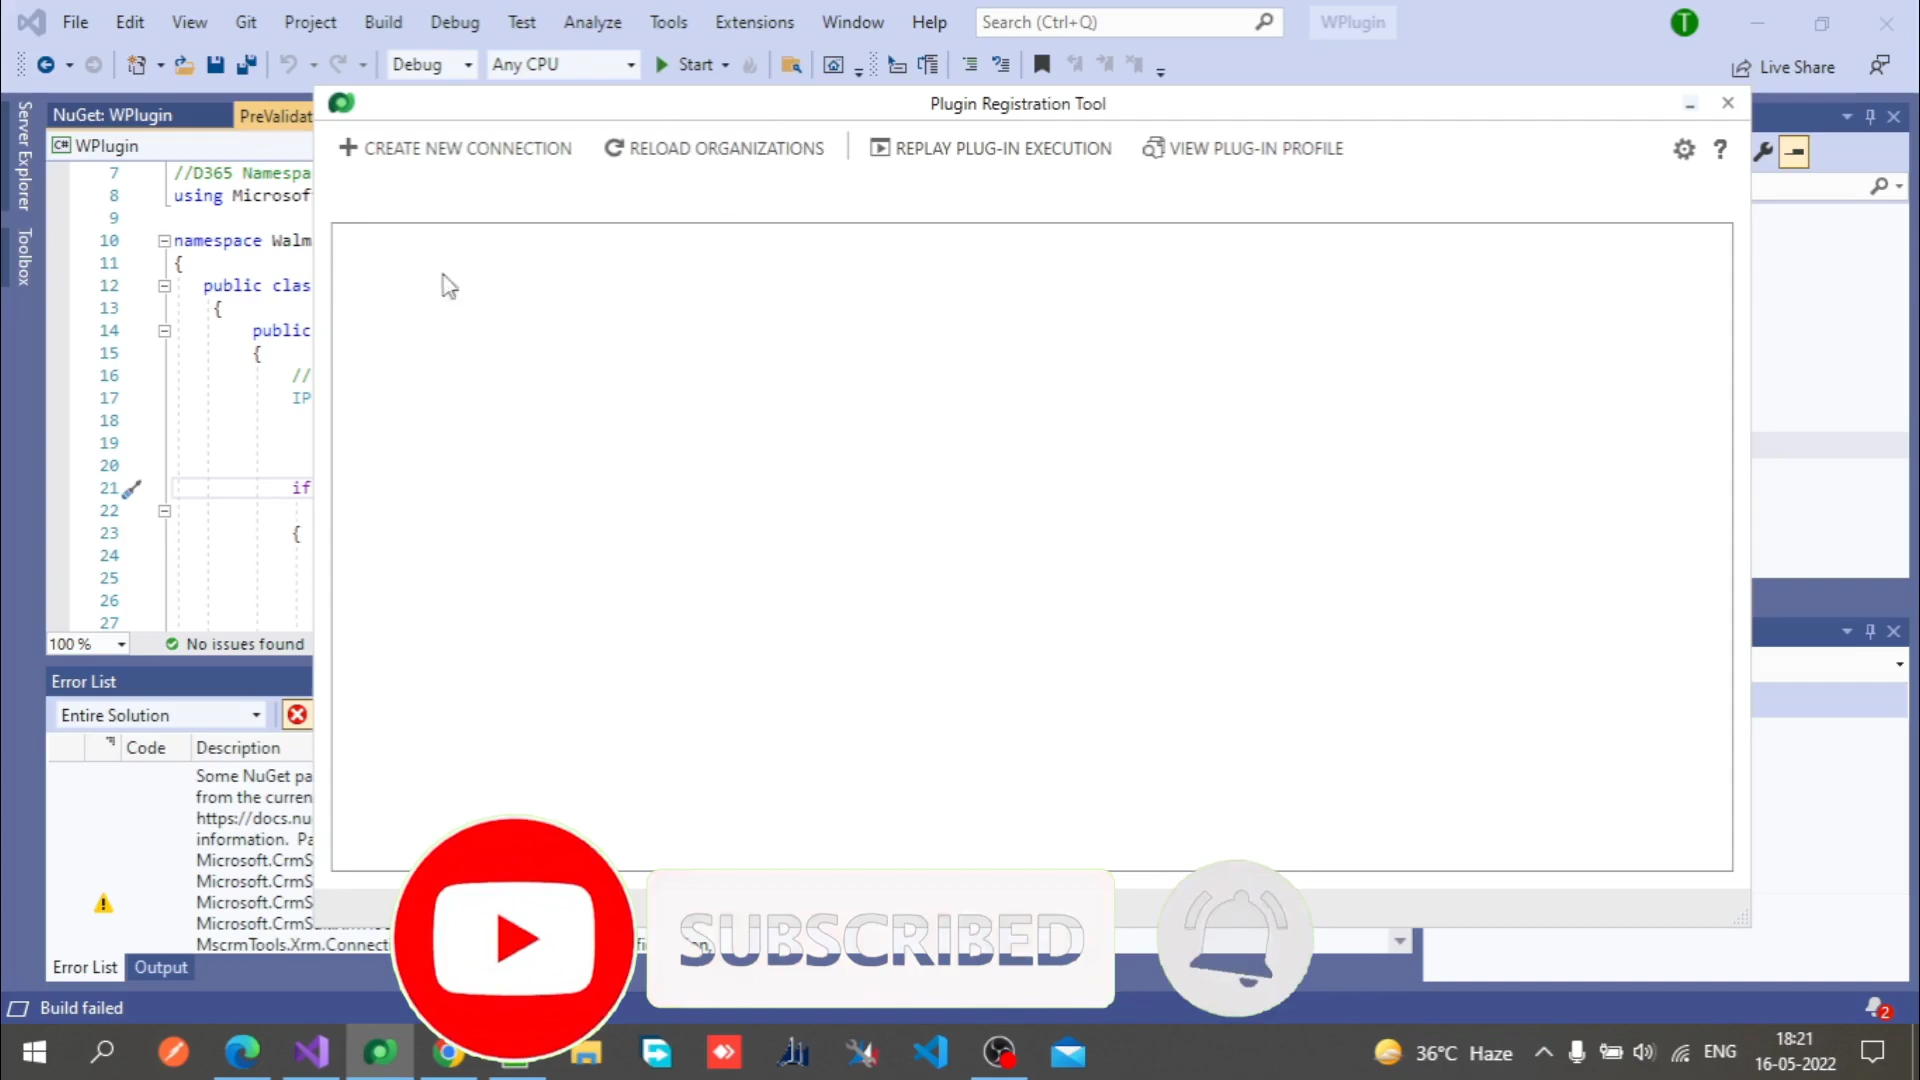 File Edit View Git Project Build Debug Test Analyze Tools Extensions Window Help Search (Ctrl+Q) WPlugin T
Debug Any CPU Start Live Share
Server Explorer
Toolbox
NuGet: WPlugin PreValidat
C# WPlugin
7 //D365 Namespa
8 using Microsof
9
10 namespace Walm
11 {
12 public clas
13 {
14 public
15 {
16 //
17 IP
18
19
20
21 if
22
23 {
24
25
26
27
100 % No issues found
Plugin Registration Tool
CREATE NEW CONNECTION RELOAD ORGANIZATIONS REPLAY PLUG-IN EXECUTION VIEW PLUG-IN PROFILE ?
Error List
Entire Solution
Code Description
Some NuGet pa
from the curren
https://docs.nu
information. Pa
Microsoft.CrmS
Microsoft.CrmS
Microsoft.CrmS
MscrmTools.Xrm.Connecti
SUBSCRIBED
Error List Output
Build failed 2
36°C Haze ENG 18:21
16-05-2022